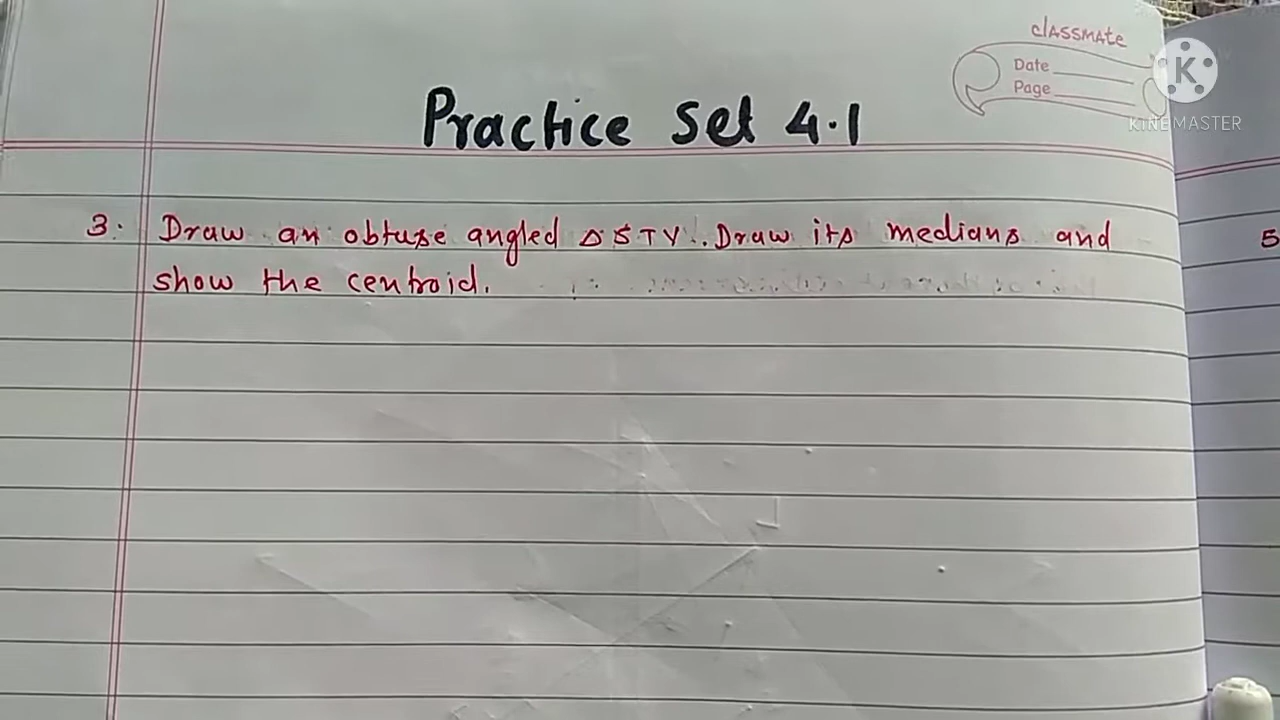 classmate
Date
Page
K
KINEMASTER
Practice Set 4.1
3. Draw an obtuse angled Δ STV. Draw its medians and
show the centroid.
5